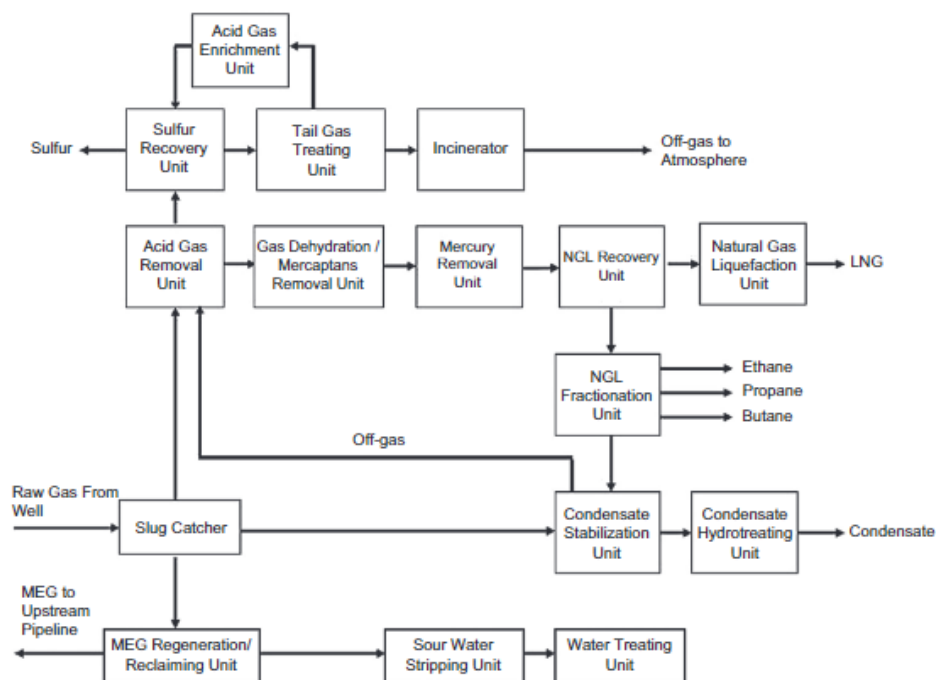 Acid Gas
Enrichment
Unit
Sulfur
Sulfur
Recovery
Unit
Tail Gas
Treating
Unit
Incinerator
Off-gas to
Atmosphere
Acid Gas
Removal
Unit
Gas Dehydration /
Mercaptans
Removal Unit
Mercury
Removal
Unit
NGL Recovery
Unit
Natural Gas
Liquefaction
Unit
LNG
NGL
Fractionation
Unit
Ethane
Propane
Butane
Off-gas
Raw Gas From
Well
Slug Catcher
Condensate
Stabilization
Unit
Condensate
Hydrotreating
Unit
Condensate
MEG to
Upstream
Pipeline
MEG Regeneration/
Reclaiming Unit
Sour Water
Stripping Unit
Water Treating
Unit